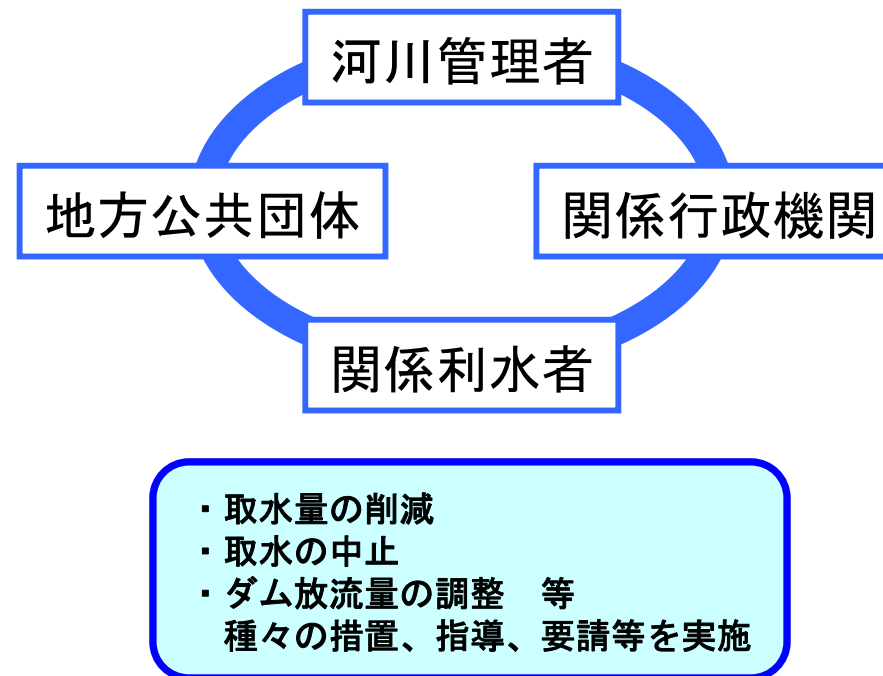 河川管理者
地方公共団体
関係行政機関
関係利水者
・取水量の削減
・取水の中止
・ダム放流量の調整　等
種々の措置、指導、要請等を実施